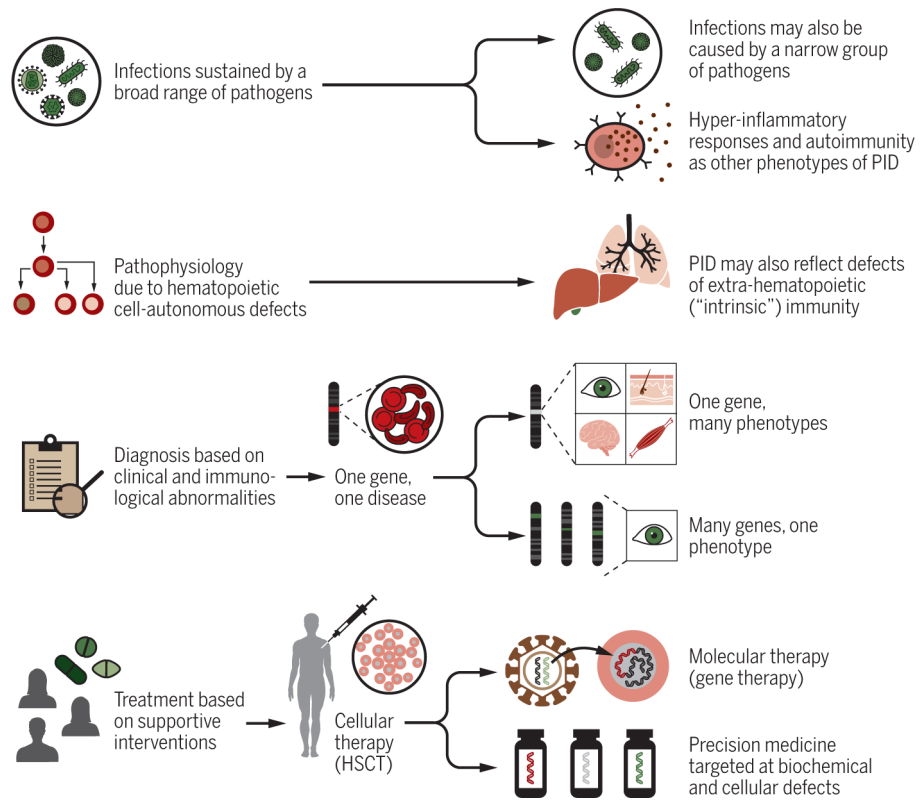 Infections sustained by a
broad range of pathogens
Infections may also be
caused by a narrow group
of pathogens
Hyper-inflammatory
responses and autoimmunity
as other phenotypes of PID
Pathophysiology
due to hematopoietic
cell-autonomous defects
PID may also reflect defects
of extra-hematopoietic
(“intrinsic”) immunity
Diagnosis based on
clinical and immuno-
logical abnormalities
One gene,
one disease
One gene,
many phenotypes
Many genes, one
phenotype
Treatment based
on supportive
interventions
Cellular
therapy
(HSCT)
Molecular therapy
(gene therapy)
Precision medicine
targeted at biochemical
and cellular defects